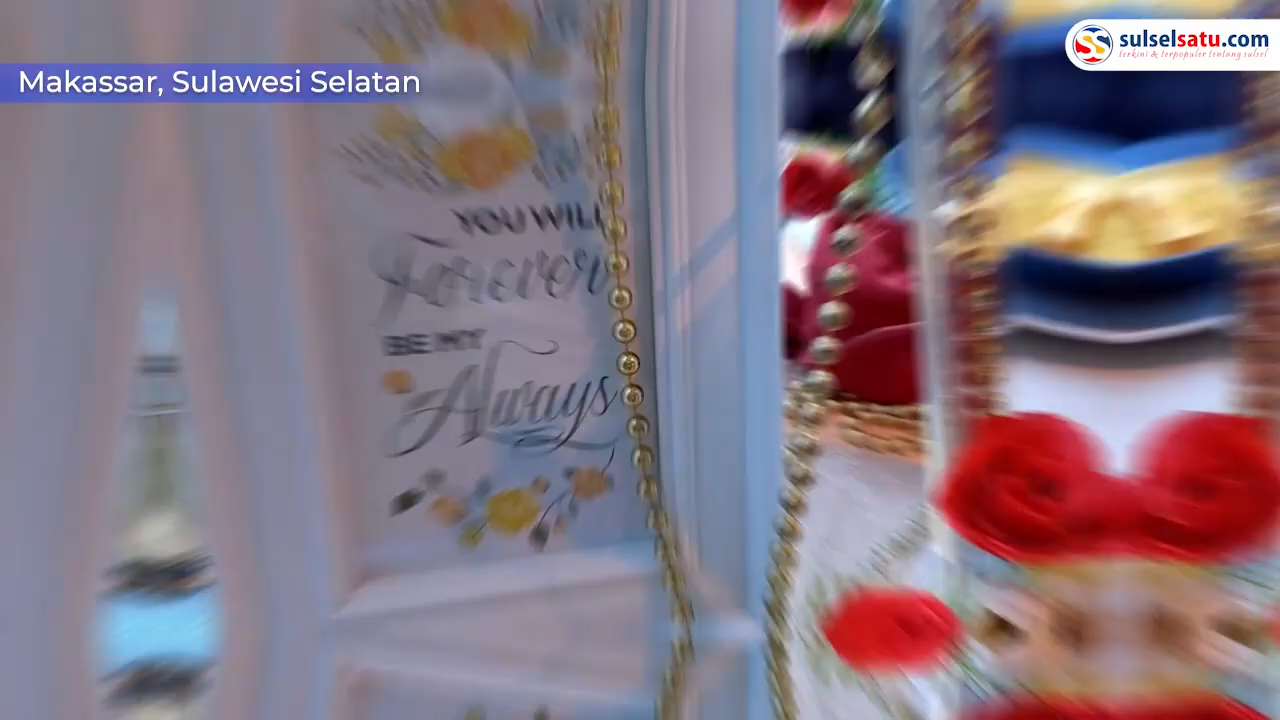 sulselsatu.com
terkini & terpopuler tentang sulsel
Makassar, Sulawesi Selatan
YOU WILL
Forever
BE MY
Always